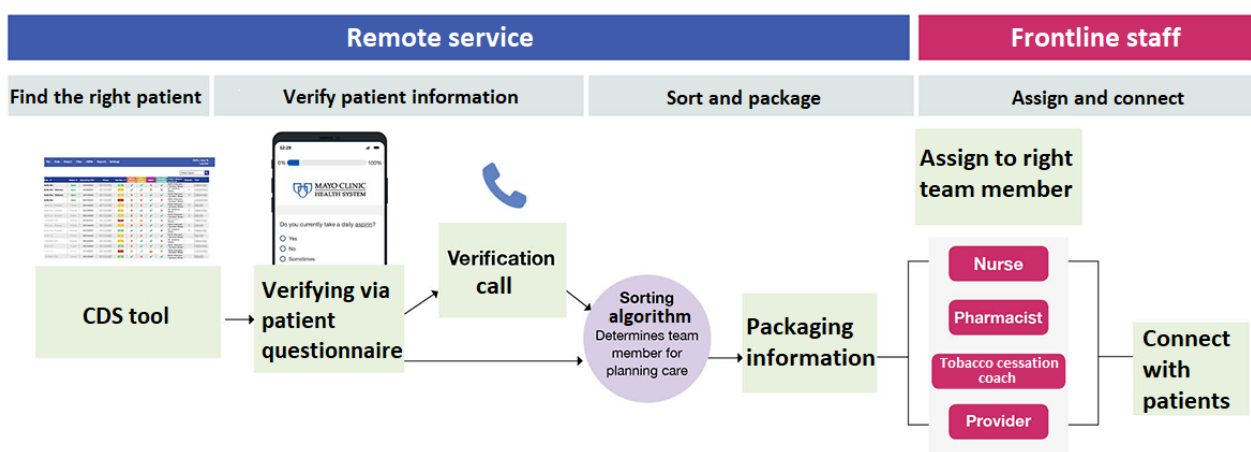 Remote service
Frontline staff
Find the right patient
Verify patient information
Sort and package
Assign and connect
12:29
0%
100%
MAYO CLINIC
HEALTH SYSTEM
Do you currently take a daily aspirin?
Yes
No
Sometimes
Assign to right
team member
CDS tool
Verifying via
patient
questionnaire
Verification
call
Sorting
algorithm
Determines team
member for
planning care
Packaging
information
Nurse
Pharmacist
Tobacco cessation
coach
Provider
Connect
with
patients